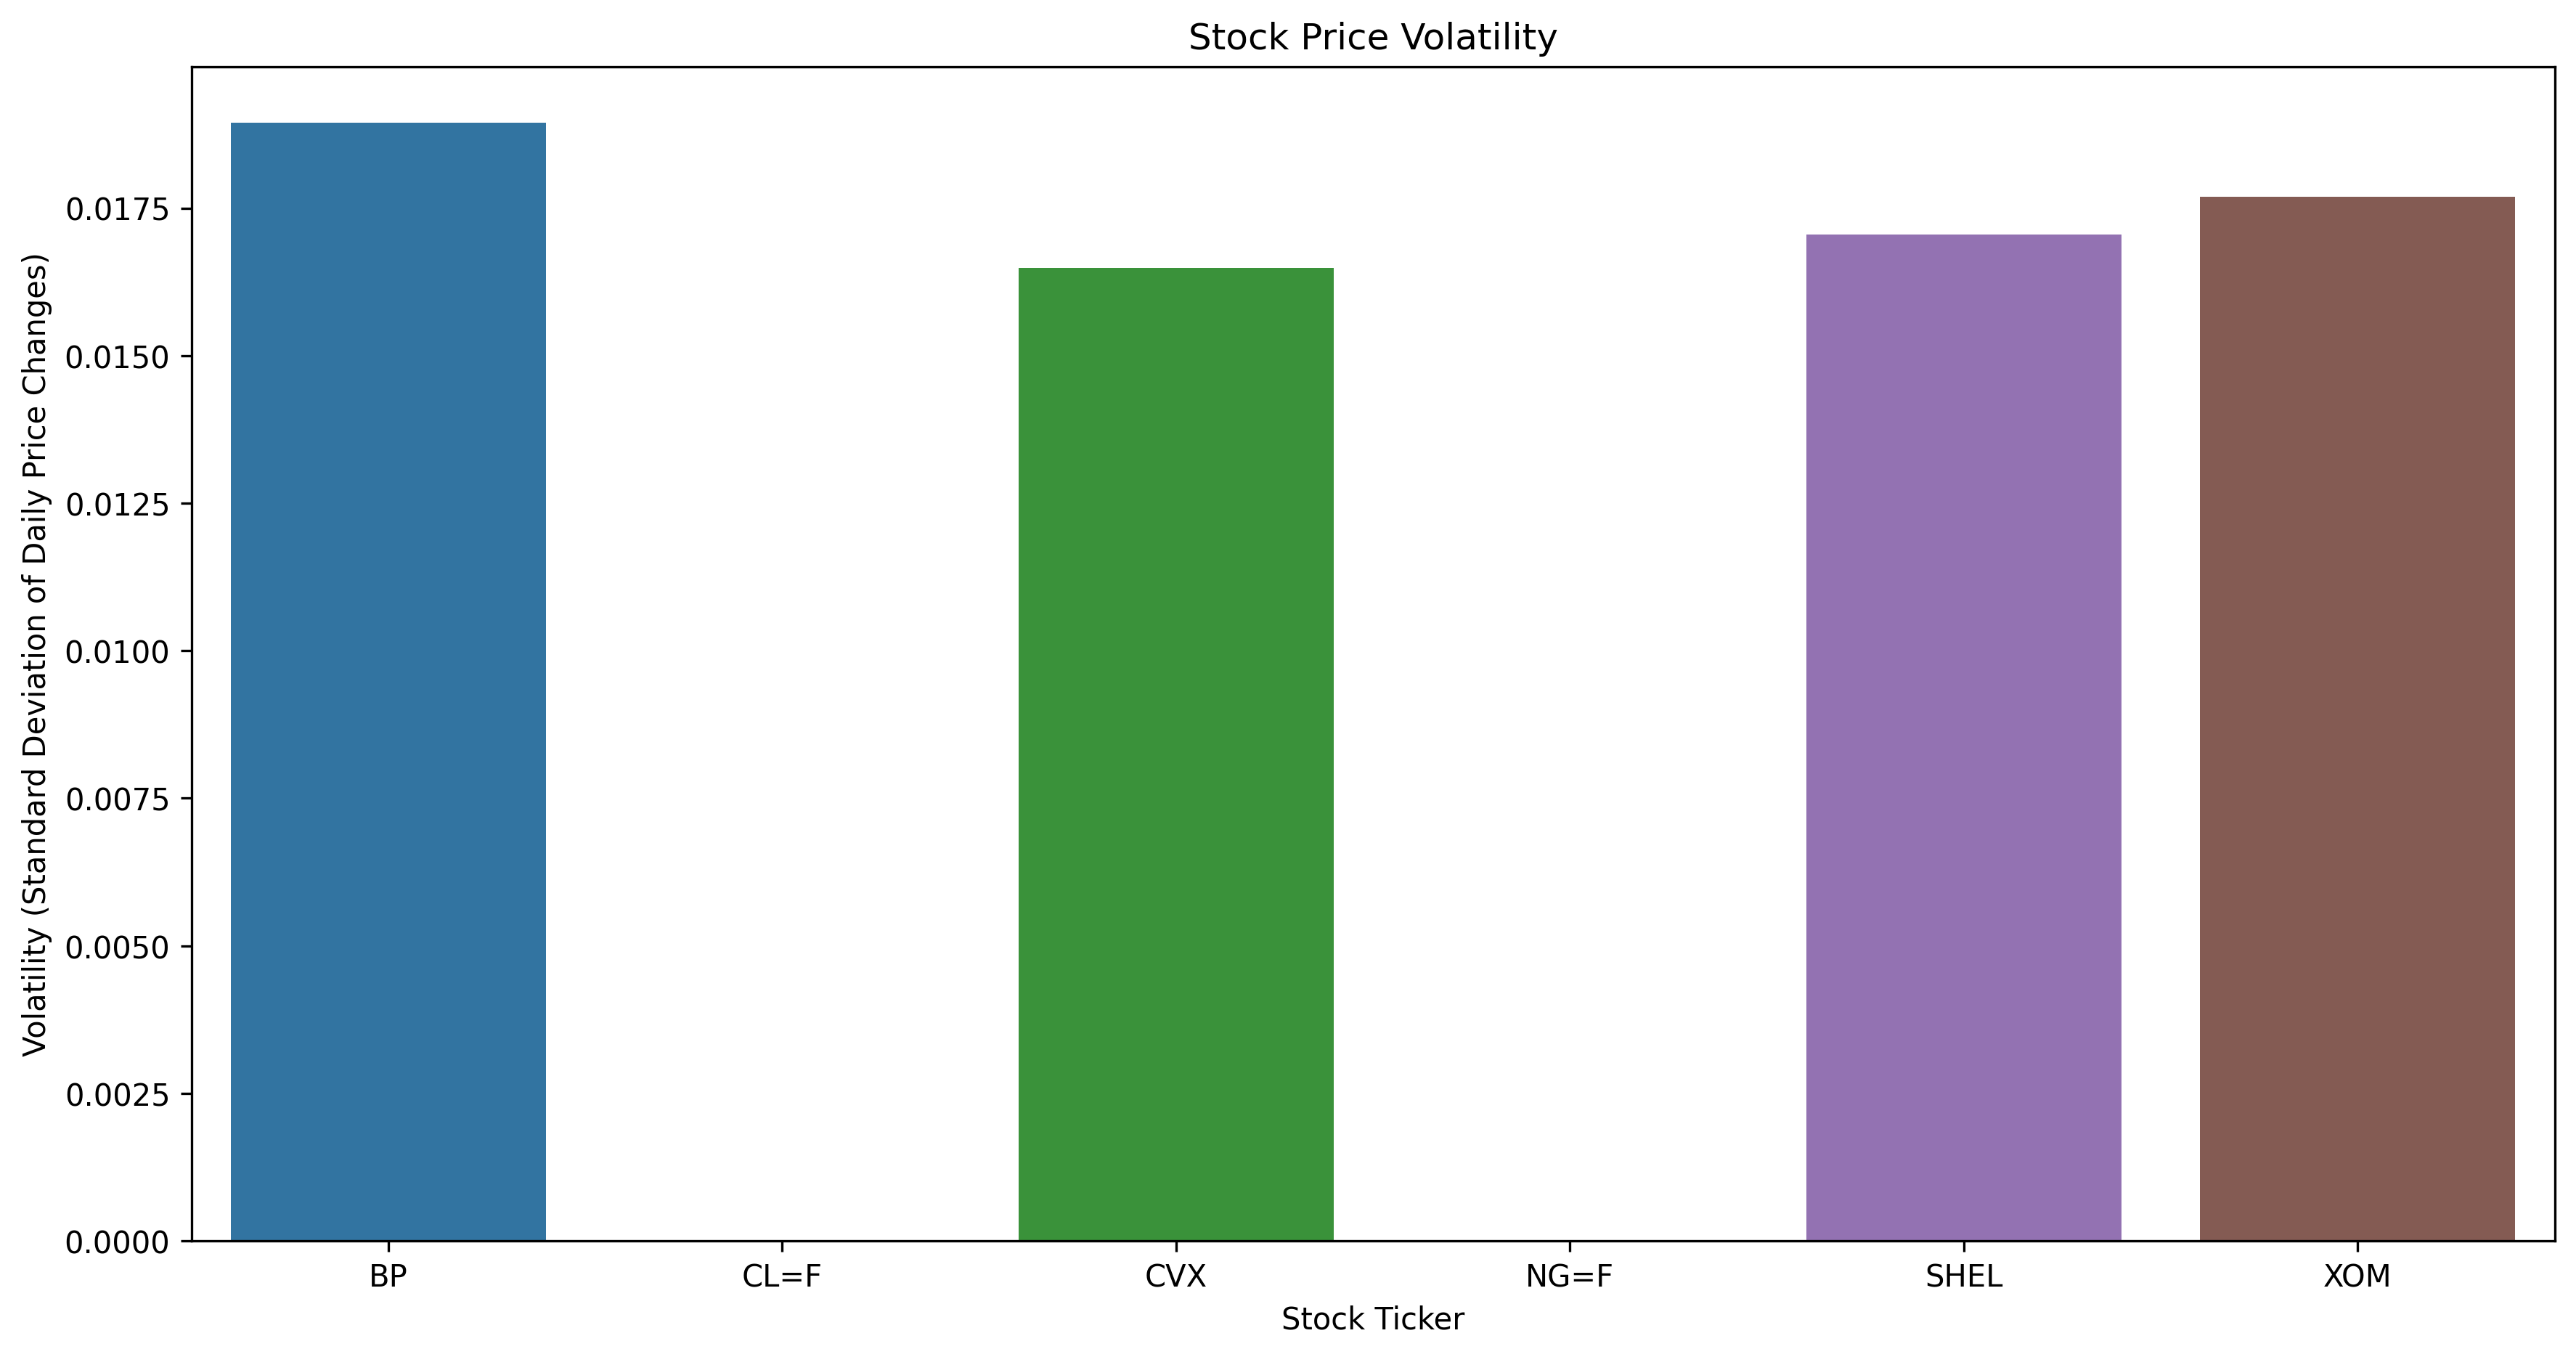 Stock Price Volatility
Volatility (Standard Deviation of Daily Price Changes)
0.0175
0.0150
0.0125
0.0100
0.0075
0.0050
0.0025
0.0000
BP CL=F CVX NG=F SHEL XOM
Stock Ticker